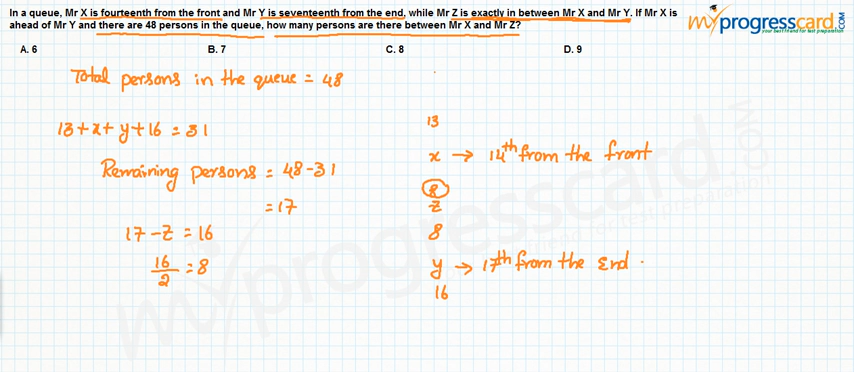 In a queue, Mr X is fourteenth from the front and Mr Y is seventeenth from the end, while Mr Z is exactly in between Mr X and Mr Y. If Mr X is
ahead of Mr Y and there are 48 persons in the queue, how many persons are there between Mr X and Mr Z?
myprogresscard.com
your best friend for test preparation
A. 6 B. 7 C. 8 D. 9
Total persons in the queue = 48
13+x+y+16 = 31
Remaining persons = 48-31
= 17
17-Z = 16
16/2 = 8
13
x → 14th from the front
8
Z
8
y → 17th from the End .
16
myprogresscard.com